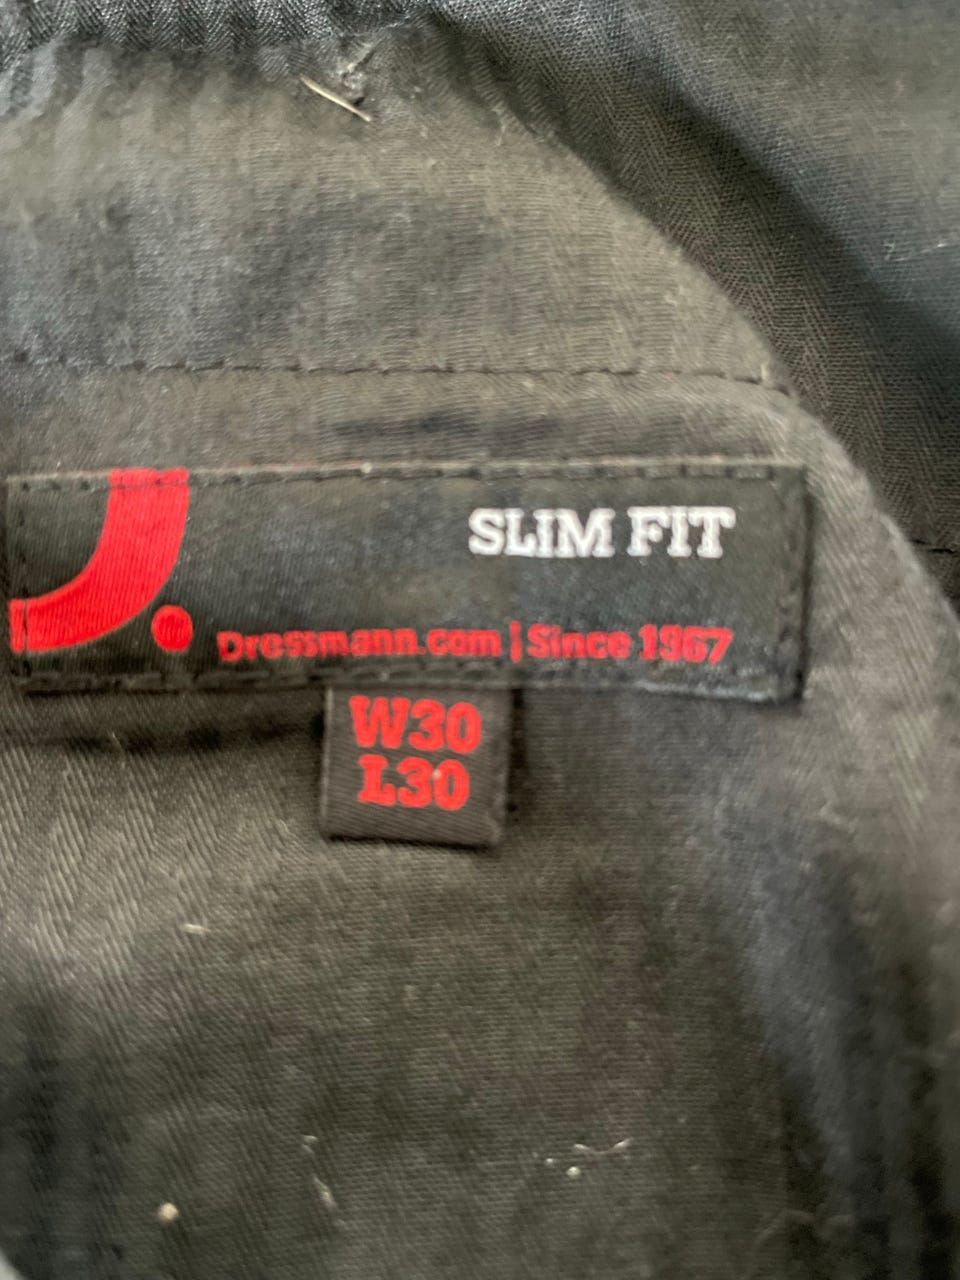 SLIM FIT
Dressmann.com | Since 1967
W30
L30